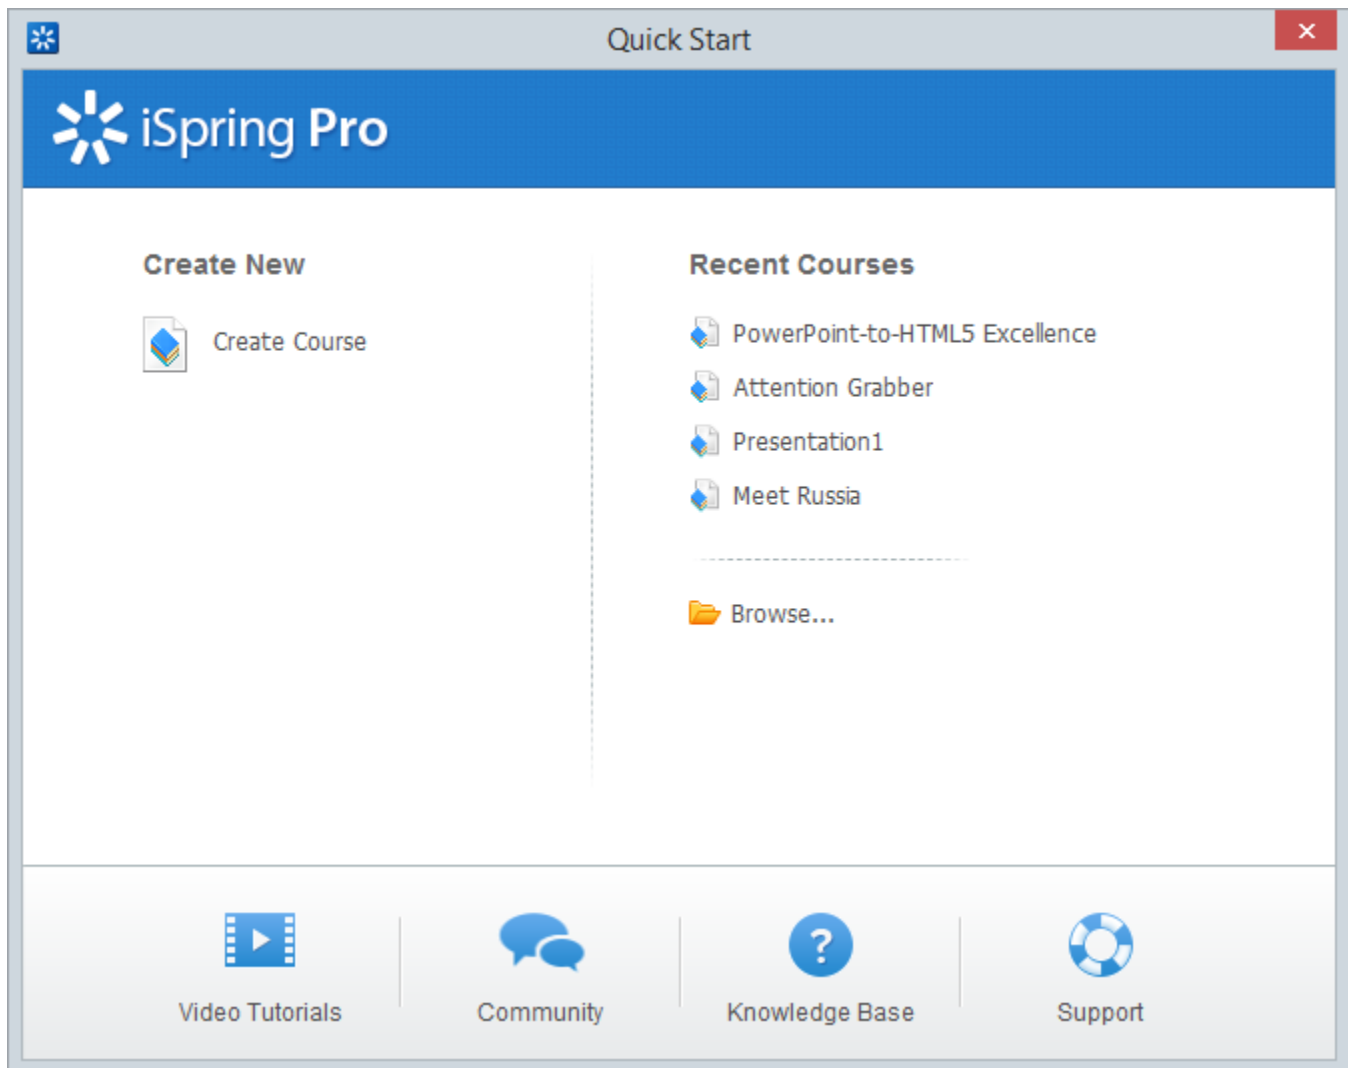 Quick Start
iSpring Pro
Create New
Create Course
Recent Courses
PowerPoint-to-HTML5 Excellence
Attention Grabber
Presentation1
Meet Russia
Browse...
Video Tutorials
Community
Knowledge Base
Support